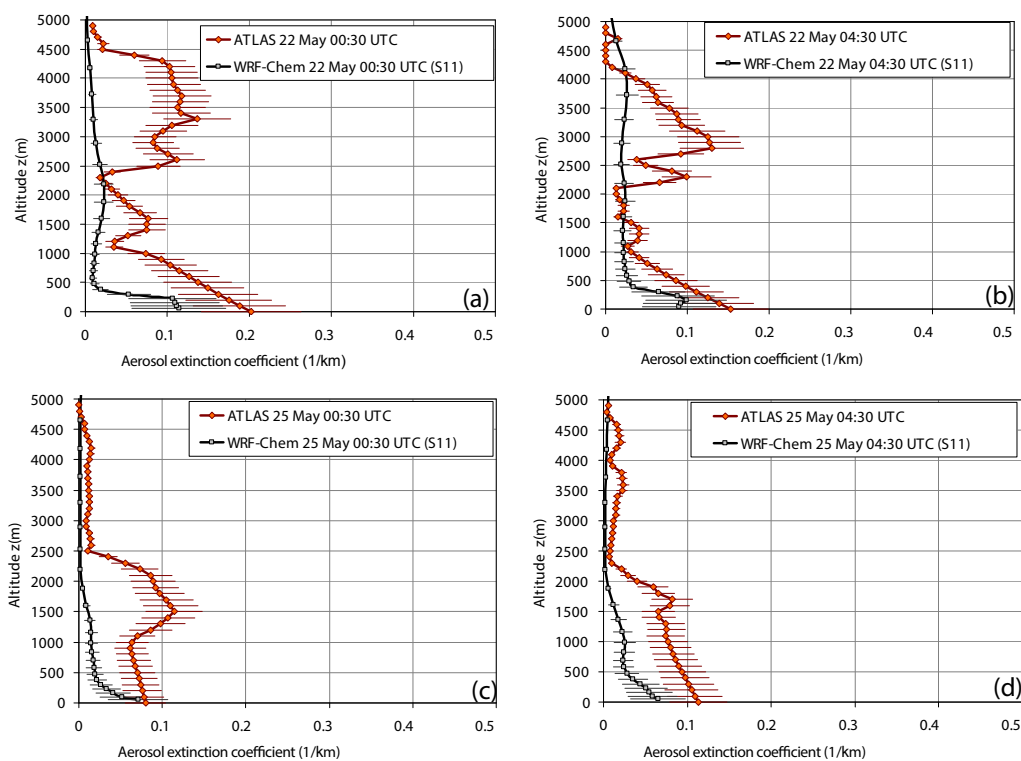 (a)
5000
4500
4000
3500
3000
2500
2000
1500
1000
500
0
Altitude z(m)
ATLAS 22 May 00:30 UTC
WRF-Chem 22 May 00:30 UTC (S11)
(a)
0 0.1 0.2 0.3 0.4 0.5
Aerosol extinction coefficient (1/km)
(b)
5000
4500
4000
3500
3000
2500
2000
1500
1000
500
0
Altitude z(m)
ATLAS 22 May 04:30 UTC
WRF-Chem 22 May 04:30 UTC (S11)
(b)
0 0.1 0.2 0.3 0.4 0.5
Aerosol extinction coefficient (1/km)
(c)
5000
4500
4000
3500
3000
2500
2000
1500
1000
500
0
Altitude z(m)
ATLAS 25 May 00:30 UTC
WRF-Chem 25 May 00:30 UTC (S11)
(c)
0 0.1 0.2 0.3 0.4 0.5
Aerosol extinction coefficient (1/km)
(d)
5000
4500
4000
3500
3000
2500
2000
1500
1000
500
0
Altitude z(m)
ATLAS 25 May 04:30 UTC
WRF-Chem 25 May 04:30 UTC (S11)
(d)
0 0.1 0.2 0.3 0.4 0.5
Aerosol extinction coefficient (1/km)